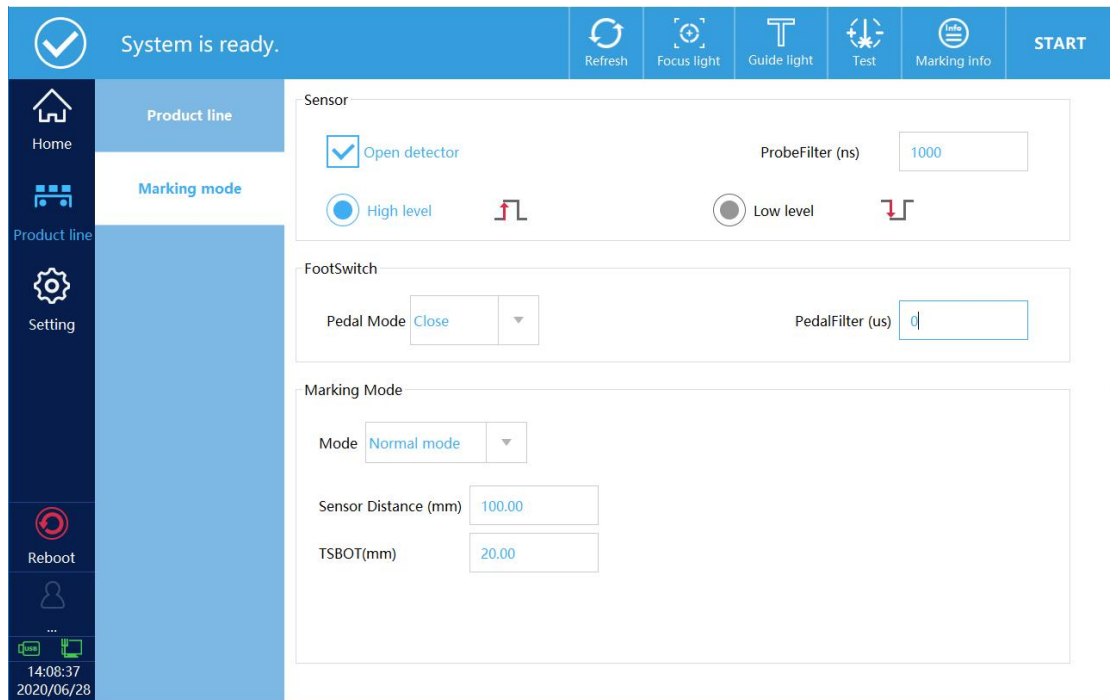 System is ready.
Refresh
Focus light
Guide light
Test
Info
Marking info
START
Home
Product line
Setting
Reboot
...
USB
14:08:37
2020/06/28
Product line
Marking mode
Sensor
Open detector
ProbeFilter (ns) 1000
High level
Low level
FootSwitch
Pedal Mode Close
PedalFilter (us) 0
Marking Mode
Mode Normal mode
Sensor Distance (mm) 100.00
TSBOT(mm) 20.00